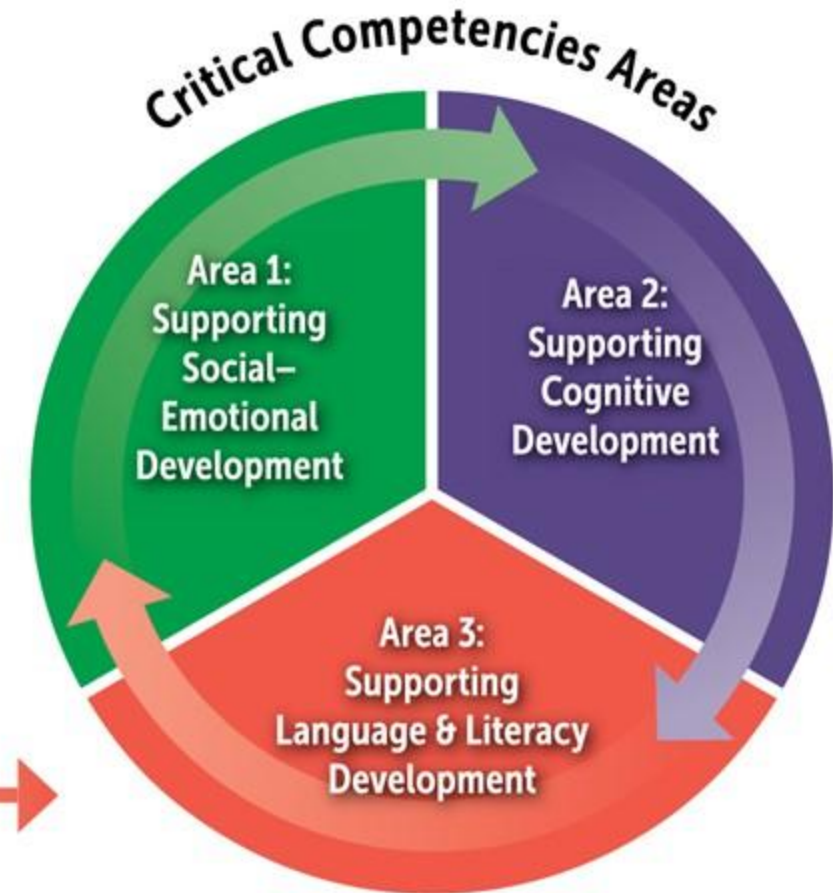 Critical Competencies Areas
Area 1:
Supporting
Social–
Emotional
Development
Area 2:
Supporting
Cognitive
Development
Area 3:
Supporting
Language & Literacy
Development